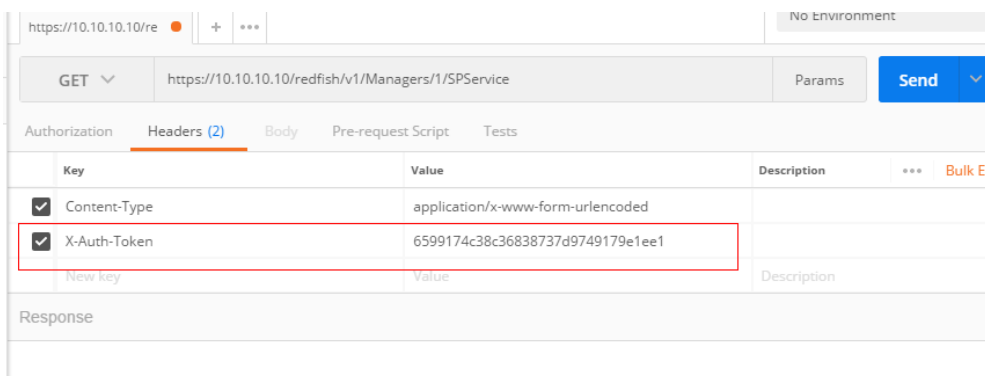 https://10.10.10.10/re + No Environment
GET https://10.10.10.10/redfish/v1/Managers/1/SPService Params Send
Authorization Headers (2) Body Pre-request Script Tests
Key Value Description Bulk E
Content-Type application/x-www-form-urlencoded
X-Auth-Token 6599174c38c36838737d9749179e1ee1
New key Value Description
Response